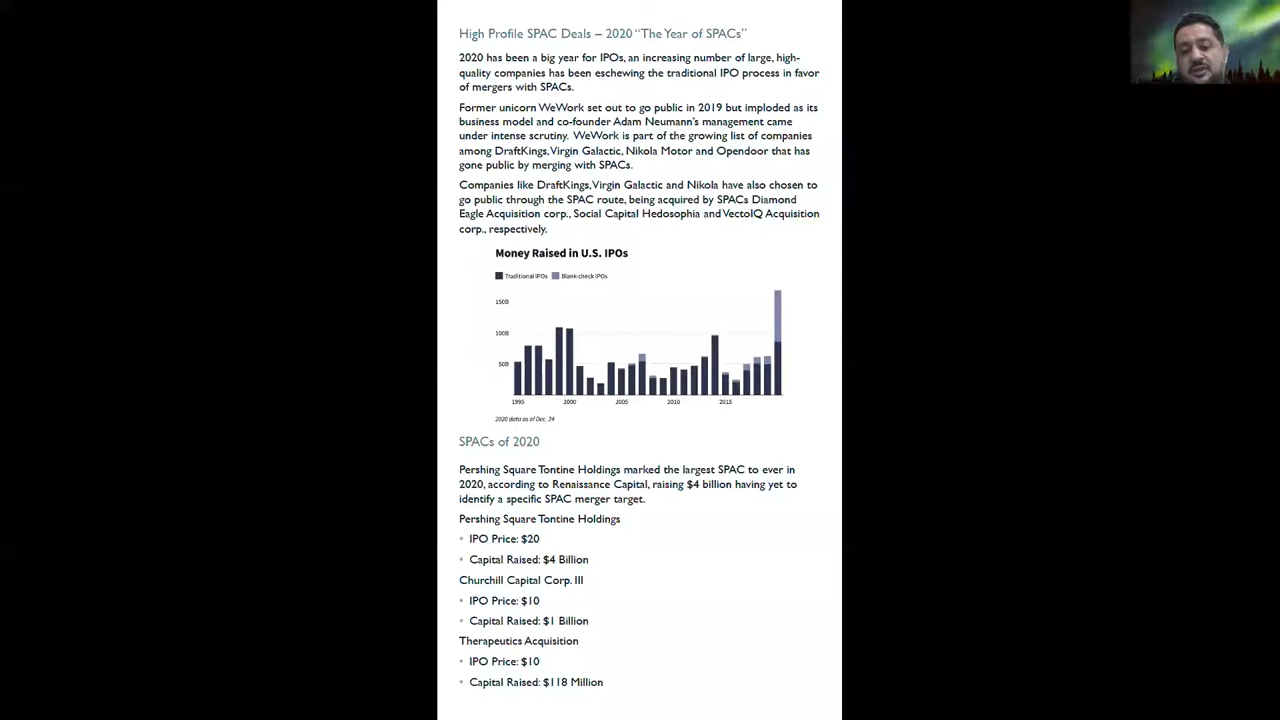 High Profile SPAC Deals – 2020 "The Year of SPACs"
2020 has been a big year for IPOs, an increasing number of large, high-
quality companies has been eschewing the traditional IPO process in favor
of mergers with SPACs.
Former unicorn WeWork set out to go public in 2019 but imploded as its
business model and co-founder Adam Neumann's management came
under intense scrutiny. WeWork is part of the growing list of companies
among DraftKings, Virgin Galactic, Nikola Motor and Opendoor that has
gone public by merging with SPACs.
Companies like DraftKings, Virgin Galactic and Nikola have also chosen to
go public through the SPAC route, being acquired by SPACs Diamond
Eagle Acquisition corp., Social Capital Hedosophia and VectoIQ Acquisition
corp., respectively.
Money Raised in U.S. IPOs
Traditional IPOs Blank-check IPOs
150B
100B
50B
1995 2000 2005 2010 2015
2020 data as of Dec. 24
SPACs of 2020
Pershing Square Tontine Holdings marked the largest SPAC to ever in
2020, according to Renaissance Capital, raising $4 billion having yet to
identify a specific SPAC merger target.
Pershing Square Tontine Holdings
• IPO Price: $20
• Capital Raised: $4 Billion
Churchill Capital Corp. III
• IPO Price: $10
• Capital Raised: $1 Billion
Therapeutics Acquisition
• IPO Price: $10
• Capital Raised: $118 Million